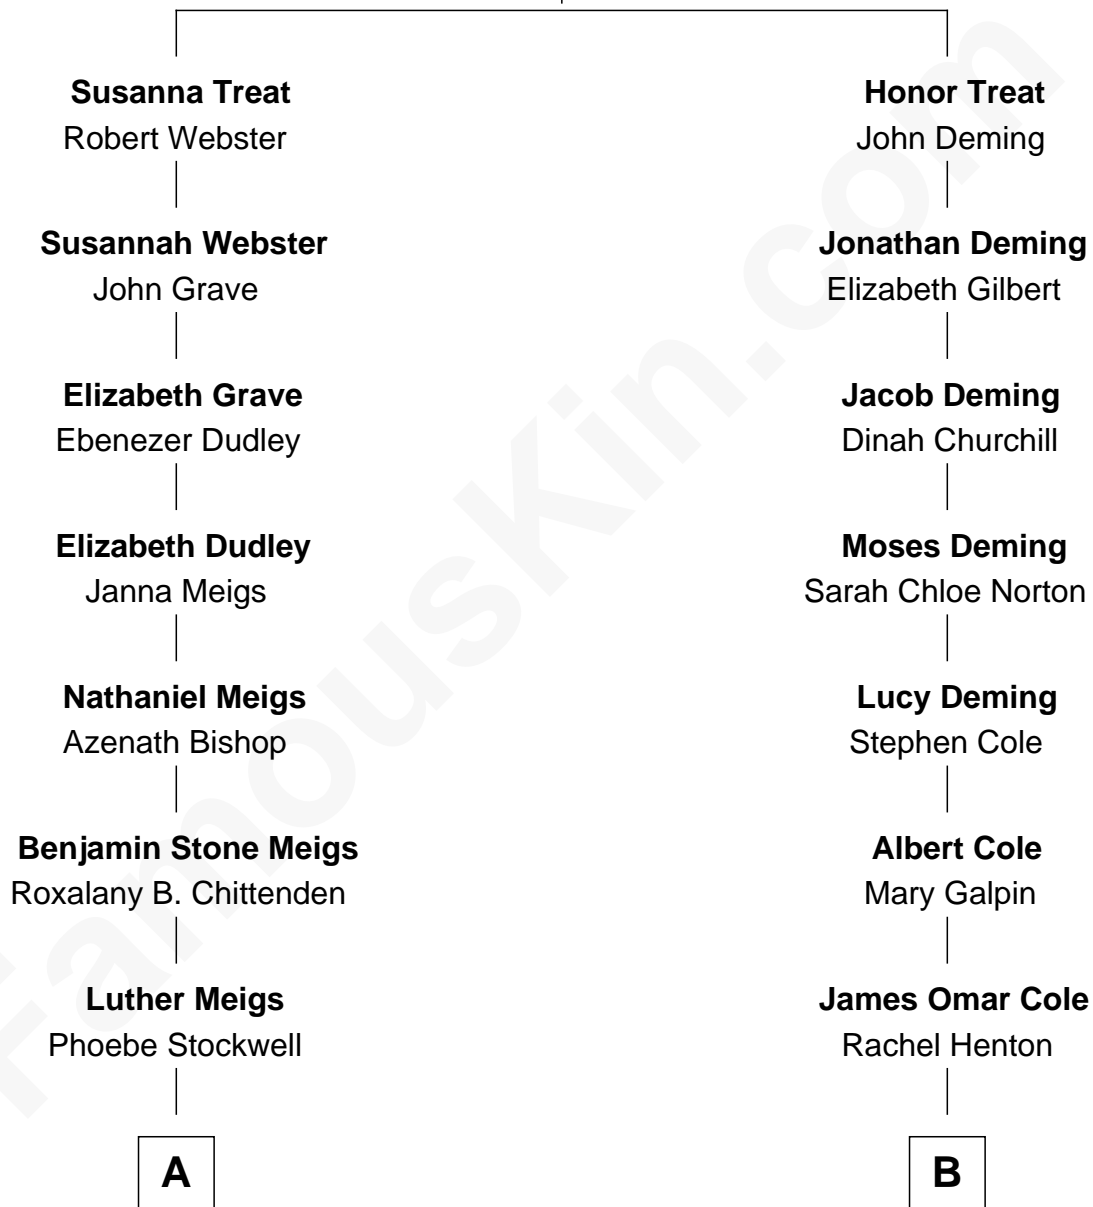 Susanna Treat
Robert Webster
Susannah Webster
John Grave
Elizabeth Grave
Ebenezer Dudley
Elizabeth Dudley
Janna Meigs
Nathaniel Meigs
Azenath Bishop
Benjamin Stone Meigs
Roxalany B. Chittenden
Luther Meigs
Phoebe Stockwell
A
Honor Treat
John Deming
Jonathan Deming
Elizabeth Gilbert
Jacob Deming
Dinah Churchill
Moses Deming
Sarah Chloe Norton
Lucy Deming
Stephen Cole
Albert Cole
Mary Galpin
James Omar Cole
Rachel Henton
B
FamousKin.com